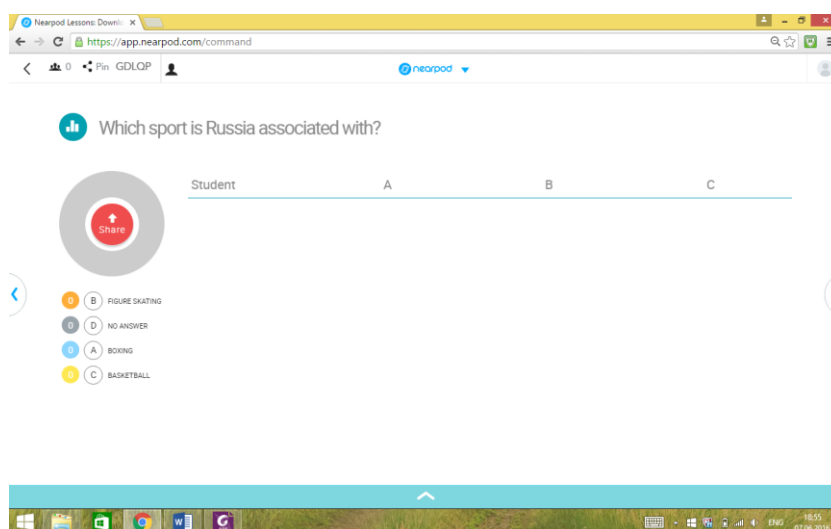 Nearpod Lessons: Downlo
https://app.nearpod.com/command
0 Pin GDLQP
nearpod
Which sport is Russia associated with?
Student A B C
Share
0 B FIGURE SKATING
0 D NO ANSWER
0 A BOXING
0 C BASKETBALL
ENG 18:55